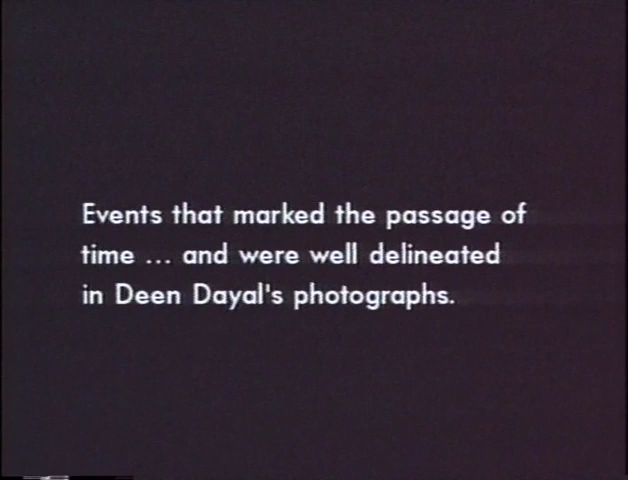 Events that marked the passage of
time ... and were well delineated
in Deen Dayal's photographs.